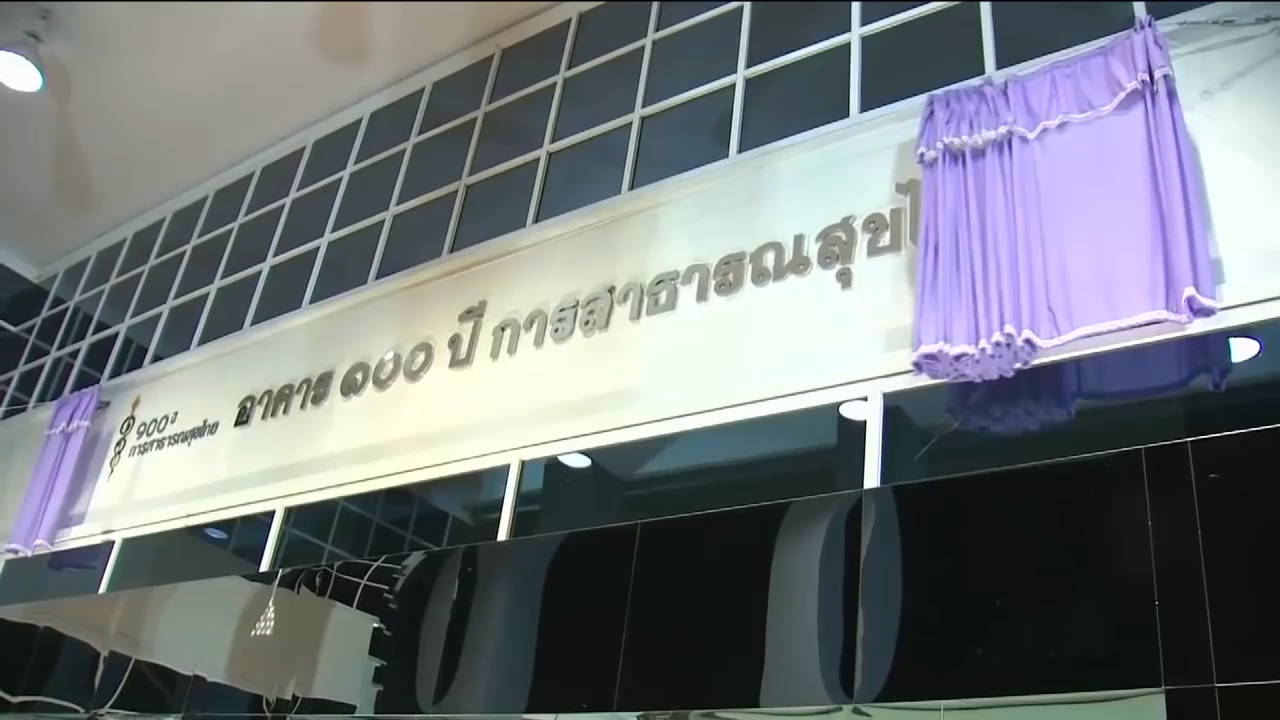 ๑๐๐ ปี
การสาธารณสุขไทย
อาคาร ๑๐๐ ปี การสาธารณสุขไ